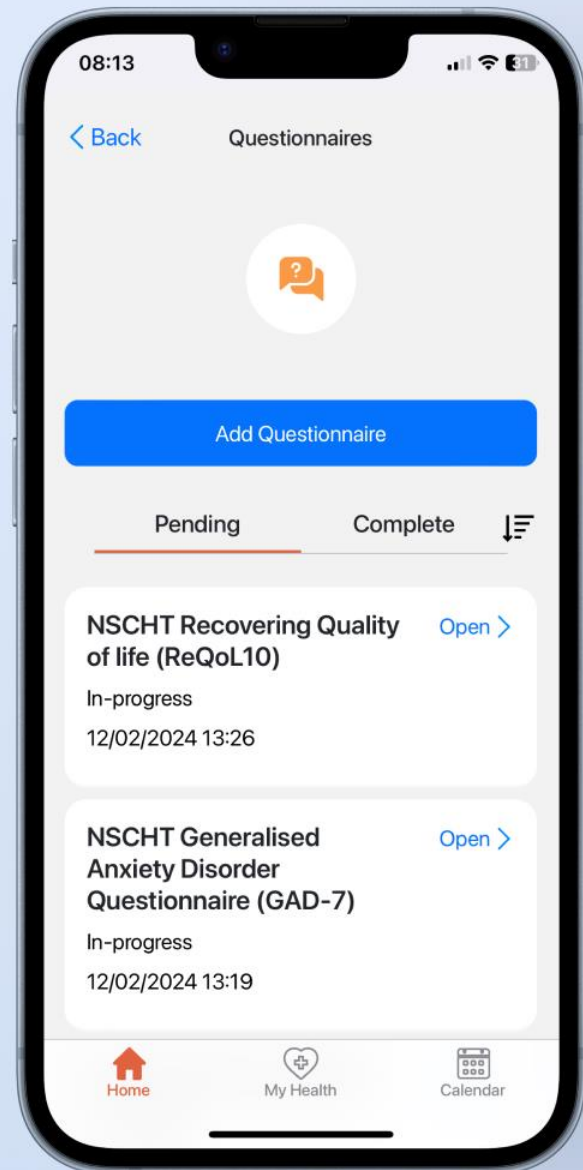 08:13
31
Back
Questionnaires
?
Add Questionnaire
Pending
Complete
NSCHT Recovering Quality
of life (ReQoL10)
Open
In-progress
12/02/2024 13:26
NSCHT Generalised
Anxiety Disorder
Questionnaire (GAD-7)
Open
In-progress
12/02/2024 13:19
Home
My Health
Calendar